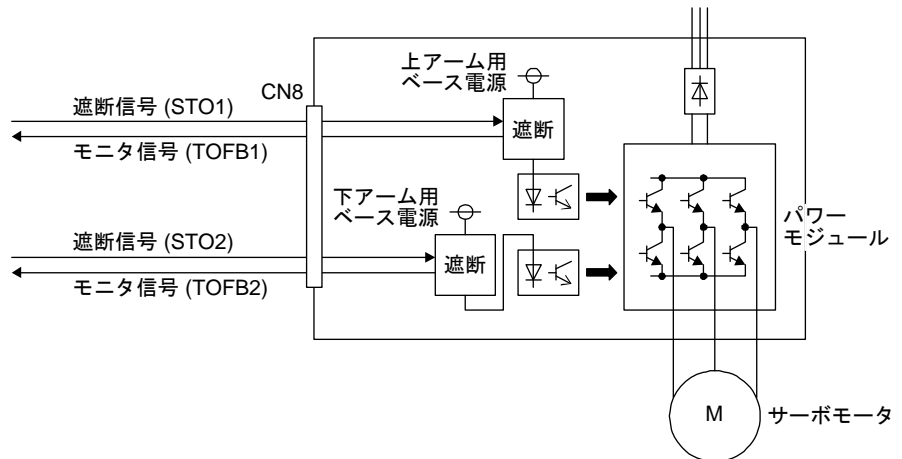 上アーム用
ベース電源
CN8
遮断信号 (STO1)
遮断
モニタ信号 (TOFB1)
下アーム用
ベース電源
パワー
モジュール
遮断信号 (STO2)
遮断
モニタ信号 (TOFB2)
M
サーボモータ